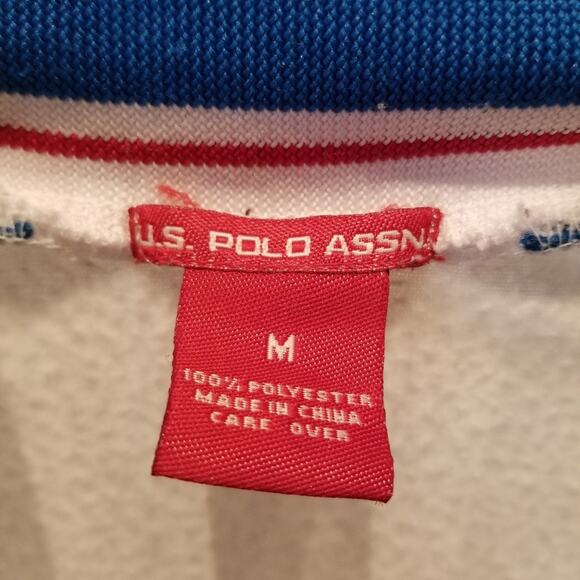 U.S. POLO ASSN.
M
100% POLYESTER
MADE IN CHINA
CARE OVER